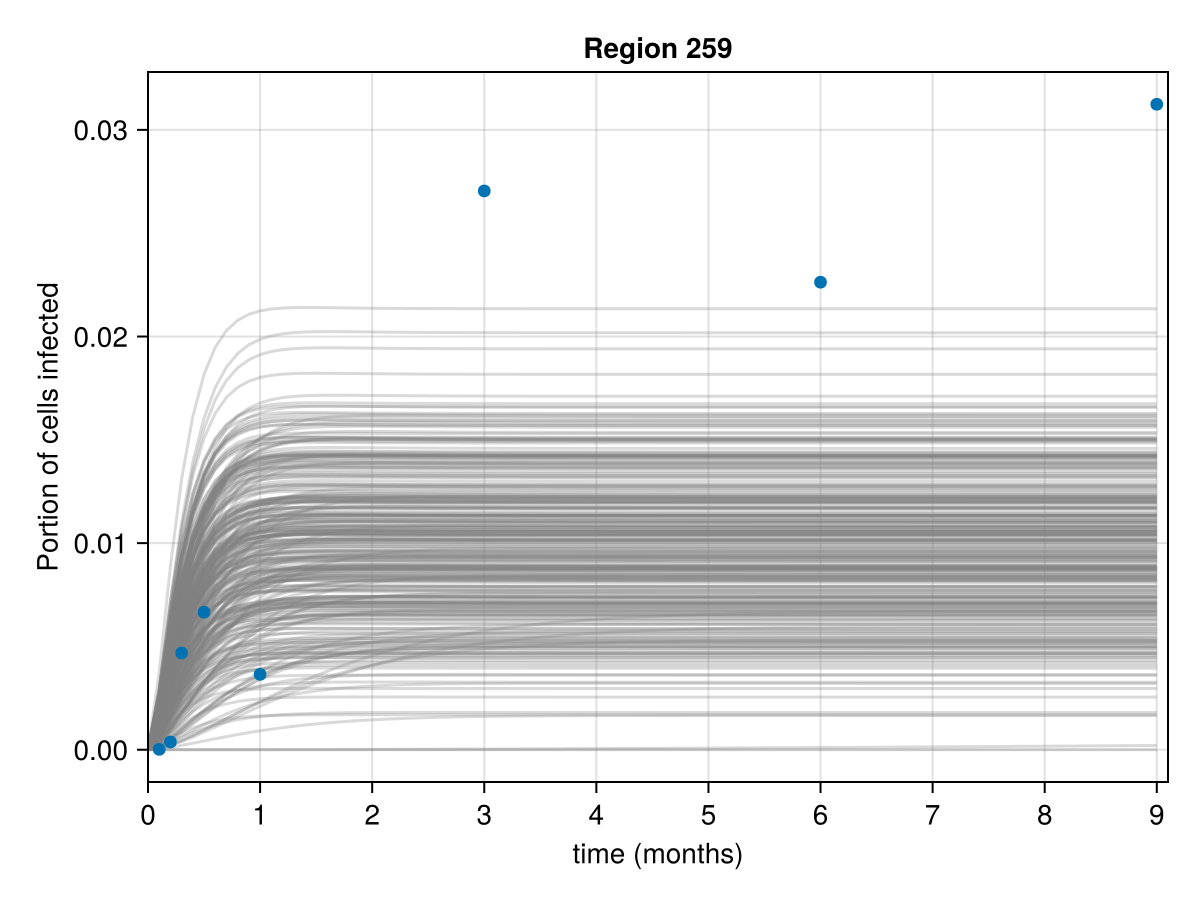 Region 259
Portion of cells infected
0.03
0.02
0.01
0.00
0 1 2 3 4 5 6 7 8 9
time (months)